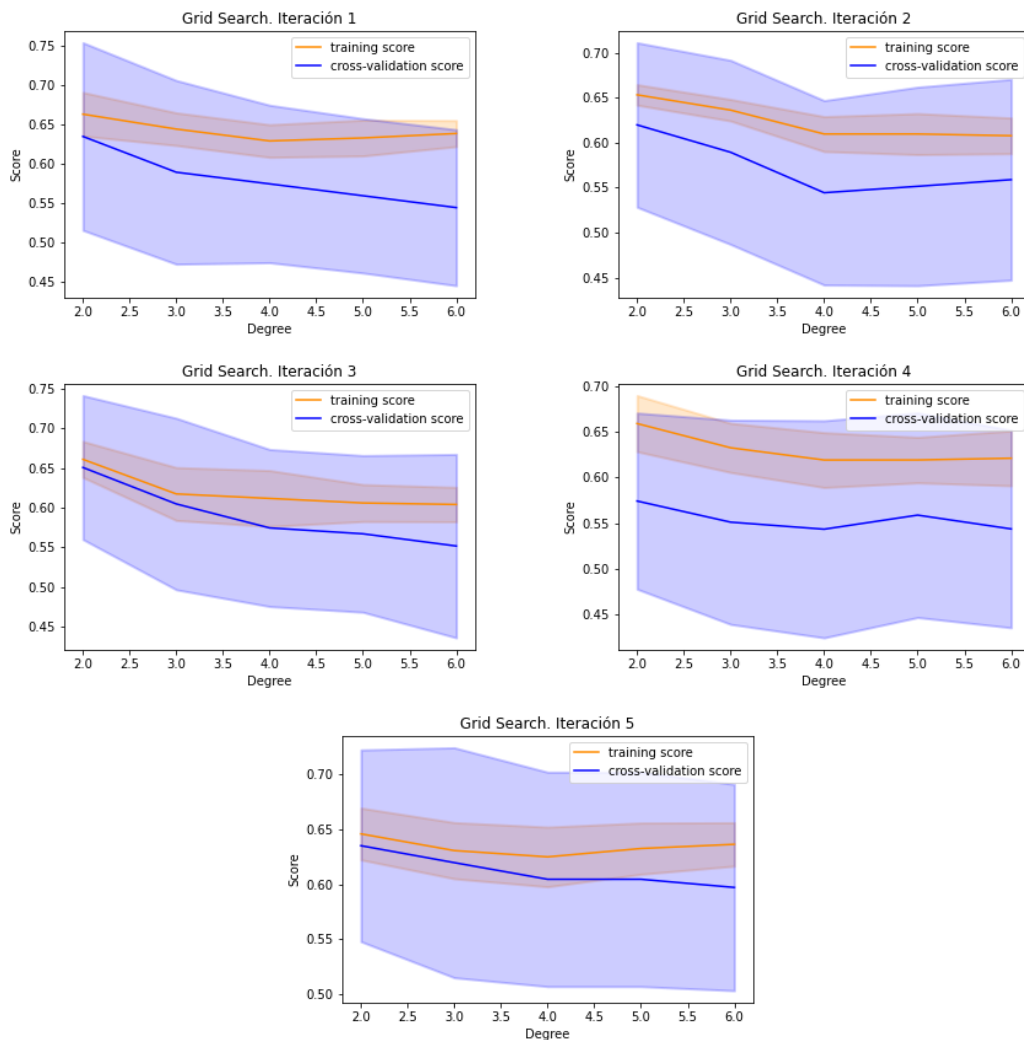 Grid Search. Iteración 1
training score
cross-validation score
0.75
0.70
0.65
0.60
0.55
0.50
0.45
Score
2.0 2.5 3.0 3.5 4.0 4.5 5.0 5.5 6.0
Degree
Grid Search. Iteración 2
training score
cross-validation score
0.70
0.65
0.60
0.55
0.50
0.45
Score
2.0 2.5 3.0 3.5 4.0 4.5 5.0 5.5 6.0
Degree
Grid Search. Iteración 3
training score
cross-validation score
0.75
0.70
0.65
0.60
0.55
0.50
0.45
Score
2.0 2.5 3.0 3.5 4.0 4.5 5.0 5.5 6.0
Degree
Grid Search. Iteración 4
training score
cross-validation score
0.70
0.65
0.60
0.55
0.50
0.45
Score
2.0 2.5 3.0 3.5 4.0 4.5 5.0 5.5 6.0
Degree
Grid Search. Iteración 5
training score
cross-validation score
0.70
0.65
0.60
0.55
0.50
Score
2.0 2.5 3.0 3.5 4.0 4.5 5.0 5.5 6.0
Degree